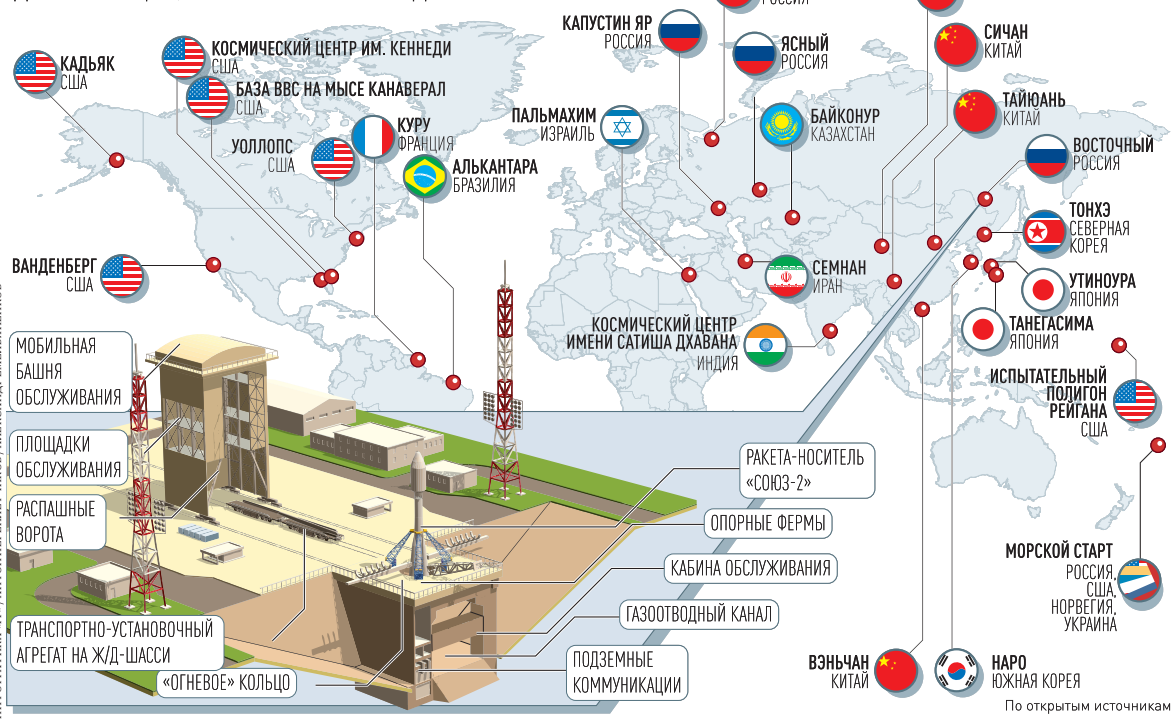 РОССИЯ
КАПУСТИН ЯР
РОССИЯ
ЯСНЫЙ
РОССИЯ
СИЧАН
КИТАЙ
КАДЬЯК
США
КОСМИЧЕСКИЙ ЦЕНТР ИМ. КЕННЕДИ
США
БАЗА ВВС НА МЫСЕ КАНАВЕРАЛ
США
УОЛЛОПС
США
КУРУ
ФРАНЦИЯ
АЛЬКАНТАРА
БРАЗИЛИЯ
ПАЛЬМАХИМ
ИЗРАИЛЬ
БАЙКОНУР
КАЗАХСТАН
ТАЙЮАНЬ
КИТАЙ
ВОСТОЧНЫЙ
РОССИЯ
ТОНХЭ
СЕВЕРНАЯ
КОРЕЯ
ВАНДЕНБЕРГ
США
СЕМНАН
ИРАН
УТИНОУРА
ЯПОНИЯ
ТАНЕГАСИМА
ЯПОНИЯ
КОСМИЧЕСКИЙ ЦЕНТР
ИМЕНИ САТИША ДХАВАНА
ИНДИЯ
ИСПЫТАТЕЛЬНЫЙ
ПОЛИГОН
РЕЙГАНА
США
МОБИЛЬНАЯ
БАШНЯ
ОБСЛУЖИВАНИЯ
ПЛОЩАДКИ
ОБСЛУЖИВАНИЯ
РАСПАШНЫЕ
ВОРОТА
РАКЕТА-НОСИТЕЛЬ
«СОЮЗ-2»
ОПОРНЫЕ ФЕРМЫ
КАБИНА ОБСЛУЖИВАНИЯ
ГАЗООТВОДНЫЙ КАНАЛ
ПОДЗЕМНЫЕ
КОММУНИКАЦИИ
ТРАНСПОРТНО-УСТАНОВОЧНЫЙ
АГРЕГАТ НА Ж/Д-ШАССИ
«ОГНЕВОЕ» КОЛЬЦО
МОРСКОЙ СТАРТ
РОССИЯ,
США,
НОРВЕГИЯ,
УКРАИНА
ВЭНЬЧАН
КИТАЙ
НАРО
ЮЖНАЯ КОРЕЯ
По открытым источникам